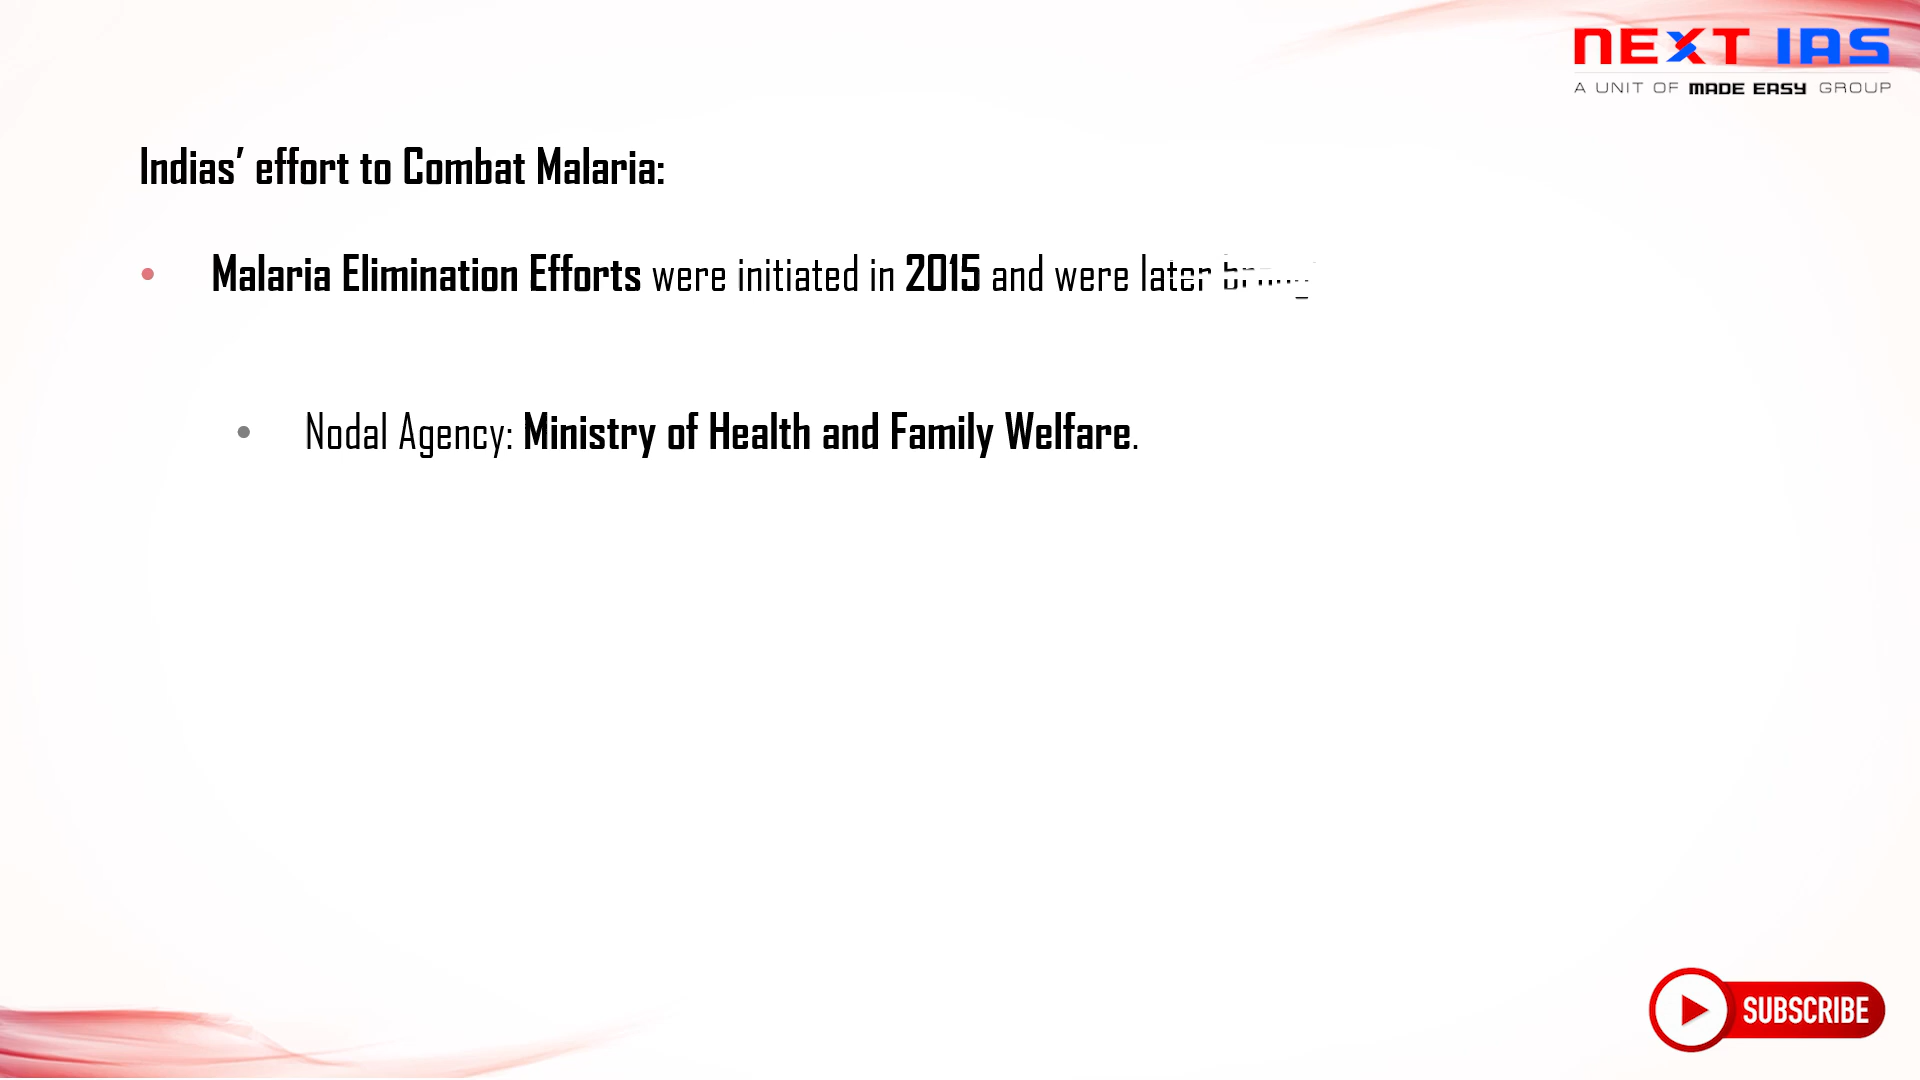 NEXT IAS
A UNIT OF MADE EASY GROUP
Indias’ effort to Combat Malaria:
• Malaria Elimination Efforts were initiated in 2015 and were later
• Nodal Agency: Ministry of Health and Family Welfare.
SUBSCRIBE